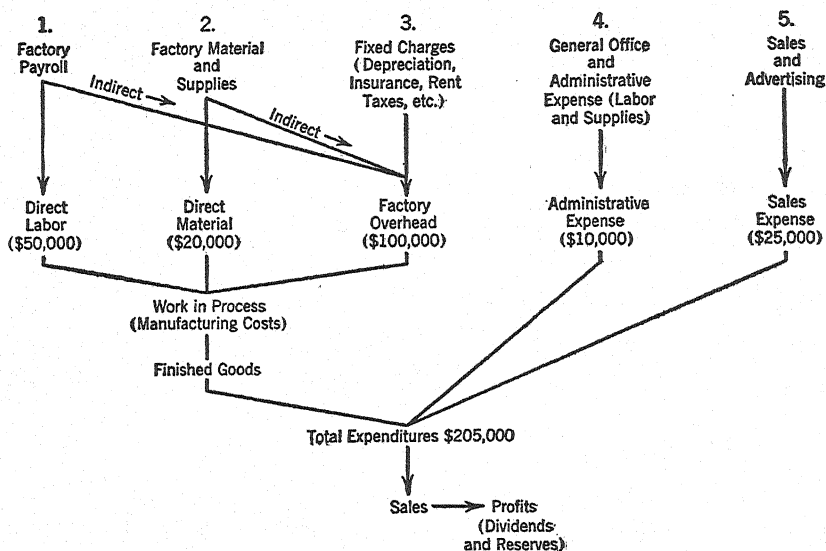 1.
Factory
Payroll
2.
Factory Material
and
Supplies
3.
Fixed Charges
(Depreciation,
Insurance, Rent
Taxes, etc.)
4.
General Office
and
Administrative
Expense (Labor
and Supplies)
5.
Sales
and
Advertising
Indirect
Indirect
Direct
Labor
($50,000)
Direct
Material
($20,000)
Factory
Overhead
($100,000)
Administrative
Expense
($10,000)
Sales
Expense
($25,000)
Work in Process
(Manufacturing Costs)
Finished Goods
Total Expenditures $205,000
Sales
Profits
(Dividends
and Reserves)